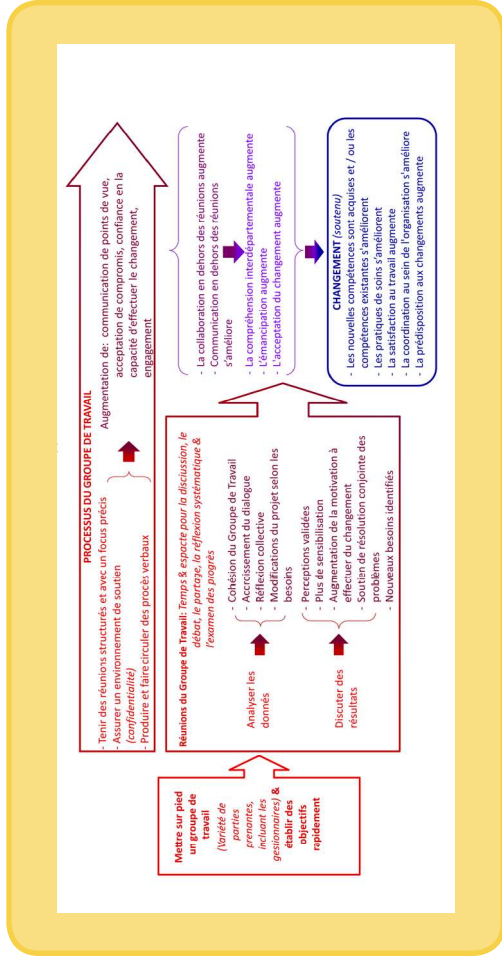 Mettre sur pied
un groupe de
travail
(Variété de
parties
prenantes,
incluant les
gesionnaires) &
établir des
objectifs
rapidement
PROCESSUS DU GROUPE DE TRAVAIL
- Tenir des réunions structurés et avec un focus précis
- Assurer un environment de soutien
(confidentialité)
- Produire et faire circuler des procès verbaux
Augmentation de: communication de points de vue,
acceptation de compromis, confiance en la
capacité d'effectuer le changement,
engagement
Réunions du Groupe de Travail: Temps & espacte pour la disclussion, le
débat, le partage, la réflexion systématique &
l'examen des progrès
Analyser les
donnés
- Cohésion du Groupe de Travail
- Accrcissement du dialogue
- Réflexion collective
- Modifications du projet selon les
besoins
Discuter des
résultats
- Perceptions validées
- Plus de sensibilisation
- Augmentation de la motivation à
effectuer du changement
- Soutien de résolution conjointe des
problèmes
- Nouveaux besoins identifiés
- La collaboration en dehors des réunions augmente
- Communication en dehors des réunions
s'améliore
- La compréhension interdépartementale augmente
- L'émancipation augmente
- L'acceptation du changement augmente
CHANGEMENT (soutenu)
- Les nouvelles compétences sont acquises et / ou les
compétences existantes s'améliorent
- Les pratiques de soins s'améliorent
- La satisfaction au travail augmente
- La coordination au sein de l'organisation s'améliore
- La prédisposition aux changements augmente